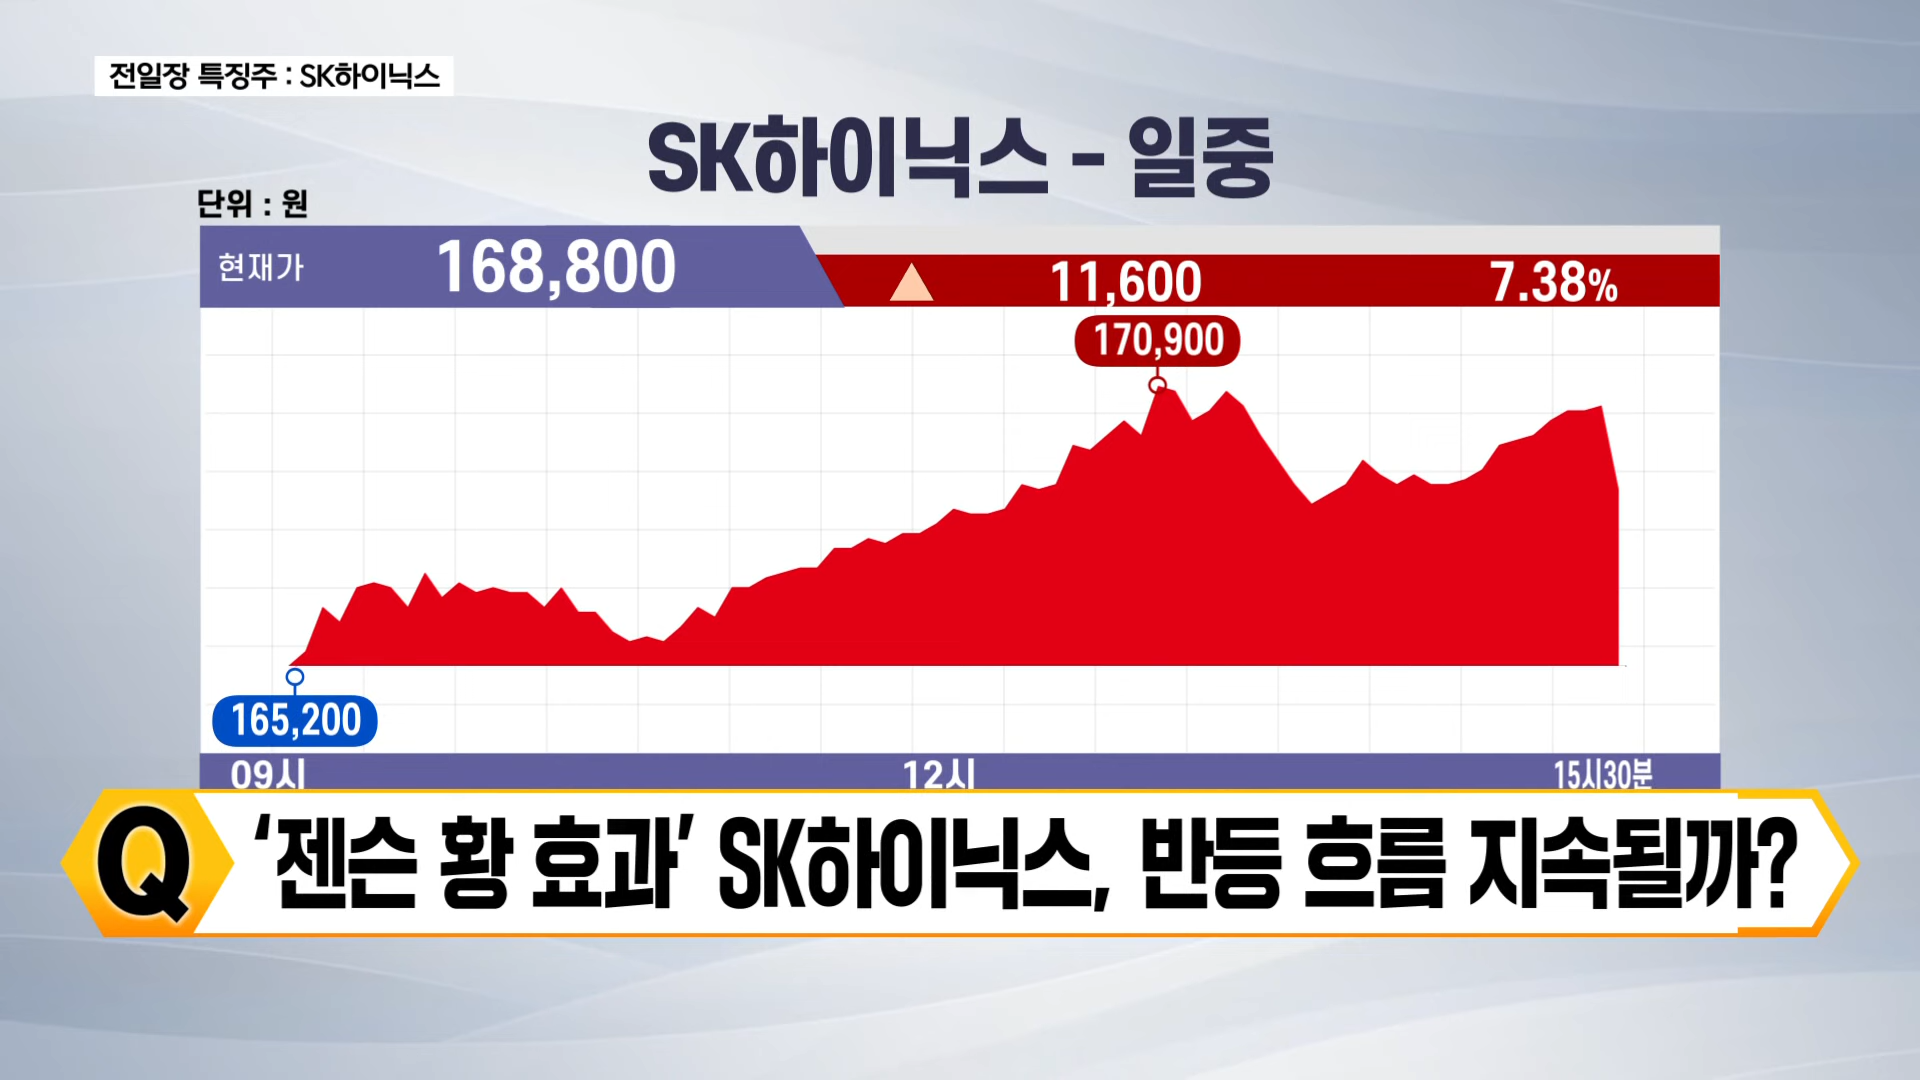 전일장 특징주 : SK하이닉스
SK하이닉스 - 일중
단위 : 원
현재가 168,800 ▲ 11,600 7.38%
170,900
165,200
09시 12시 15시30분
Q '젠슨 황 효과' SK하이닉스, 반등 흐름 지속될까?